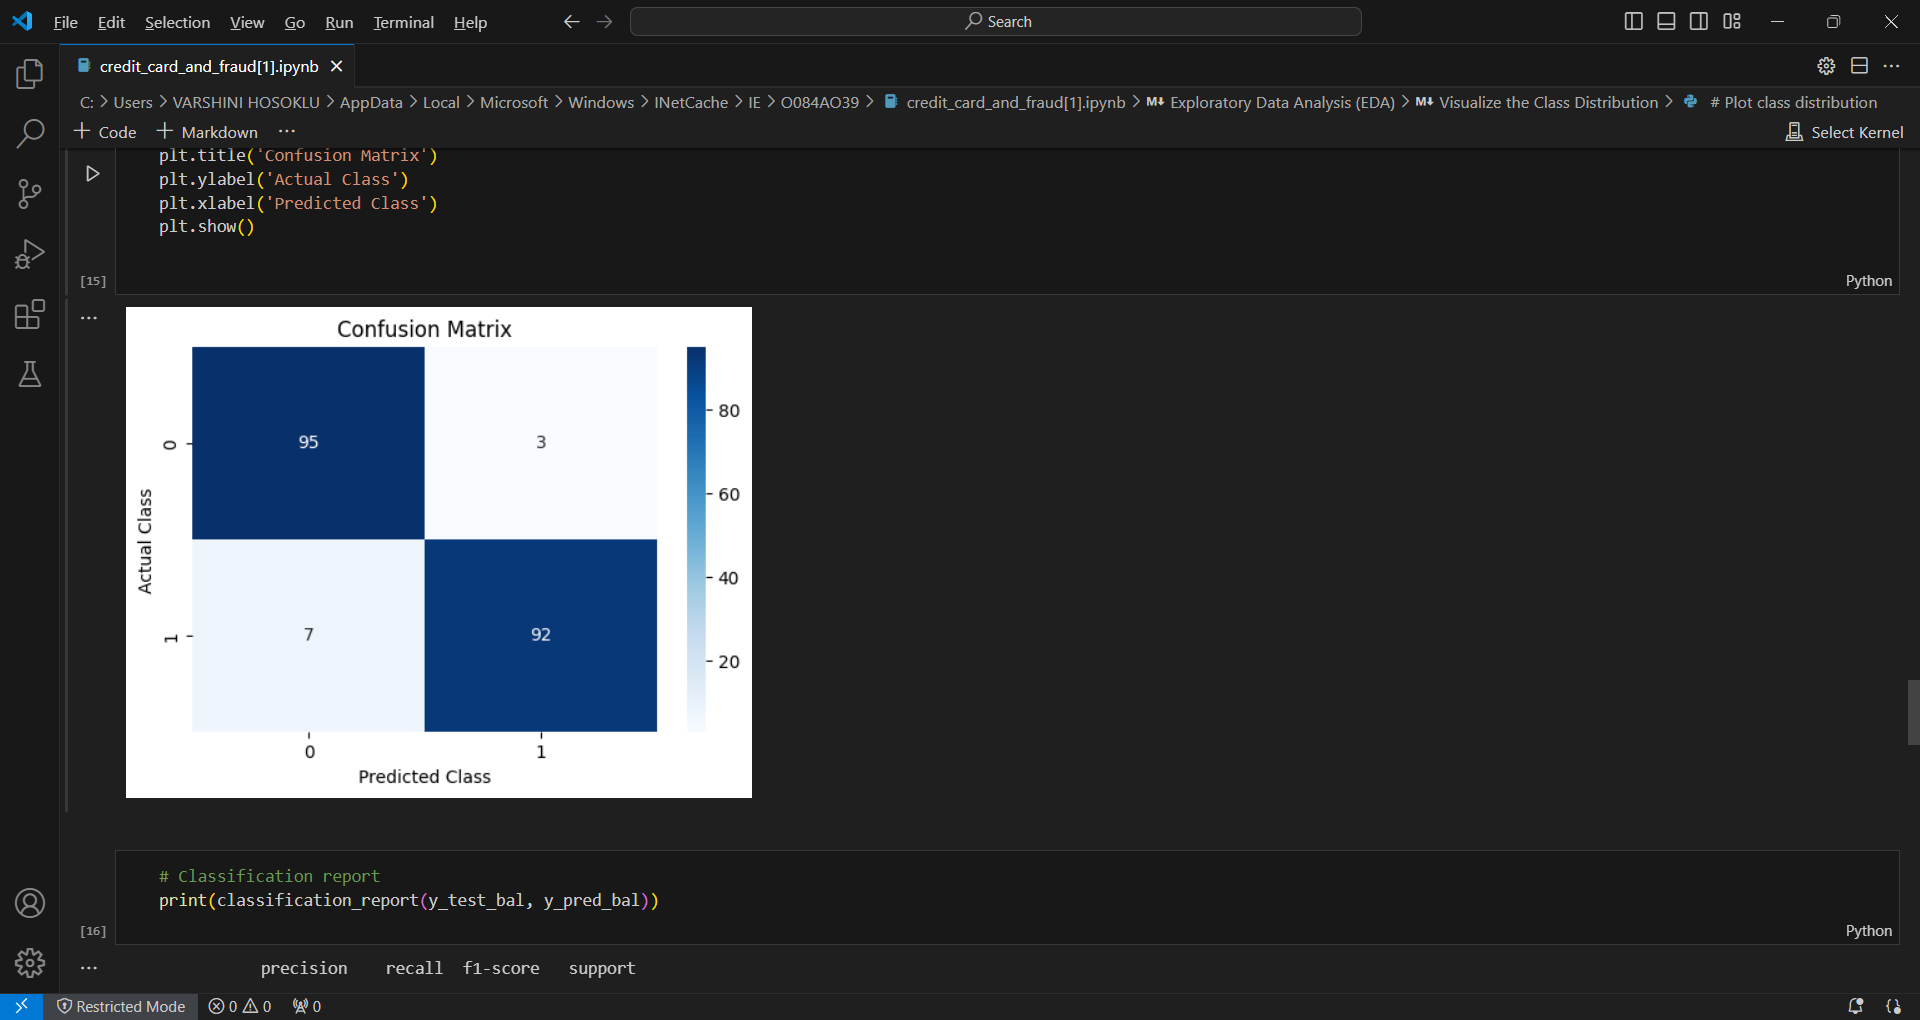 File Edit Selection View Go Run Terminal Help
Search
credit_card_and_fraud[1].ipynb
C: > Users > VARSHINI HOSOKLU > AppData > Local > Microsoft > Windows > INetCache > IE > O084AO39 > credit_card_and_fraud[1].ipynb > M↓ Exploratory Data Analysis (EDA) > M↓ Visualize the Class Distribution > # Plot class distribution
+ Code + Markdown ...
Select Kernel
plt.title('Confusion Matrix')
plt.ylabel('Actual Class')
plt.xlabel('Predicted Class')
plt.show()
[15]
Python
...
Confusion Matrix
95 3
7 92
0
1
Actual Class
0 1
Predicted Class
80
60
40
20
# Classification report
print(classification_report(y_test_bal, y_pred_bal))
[16]
Python
...
precision recall f1-score support
Restricted Mode 0 0 0